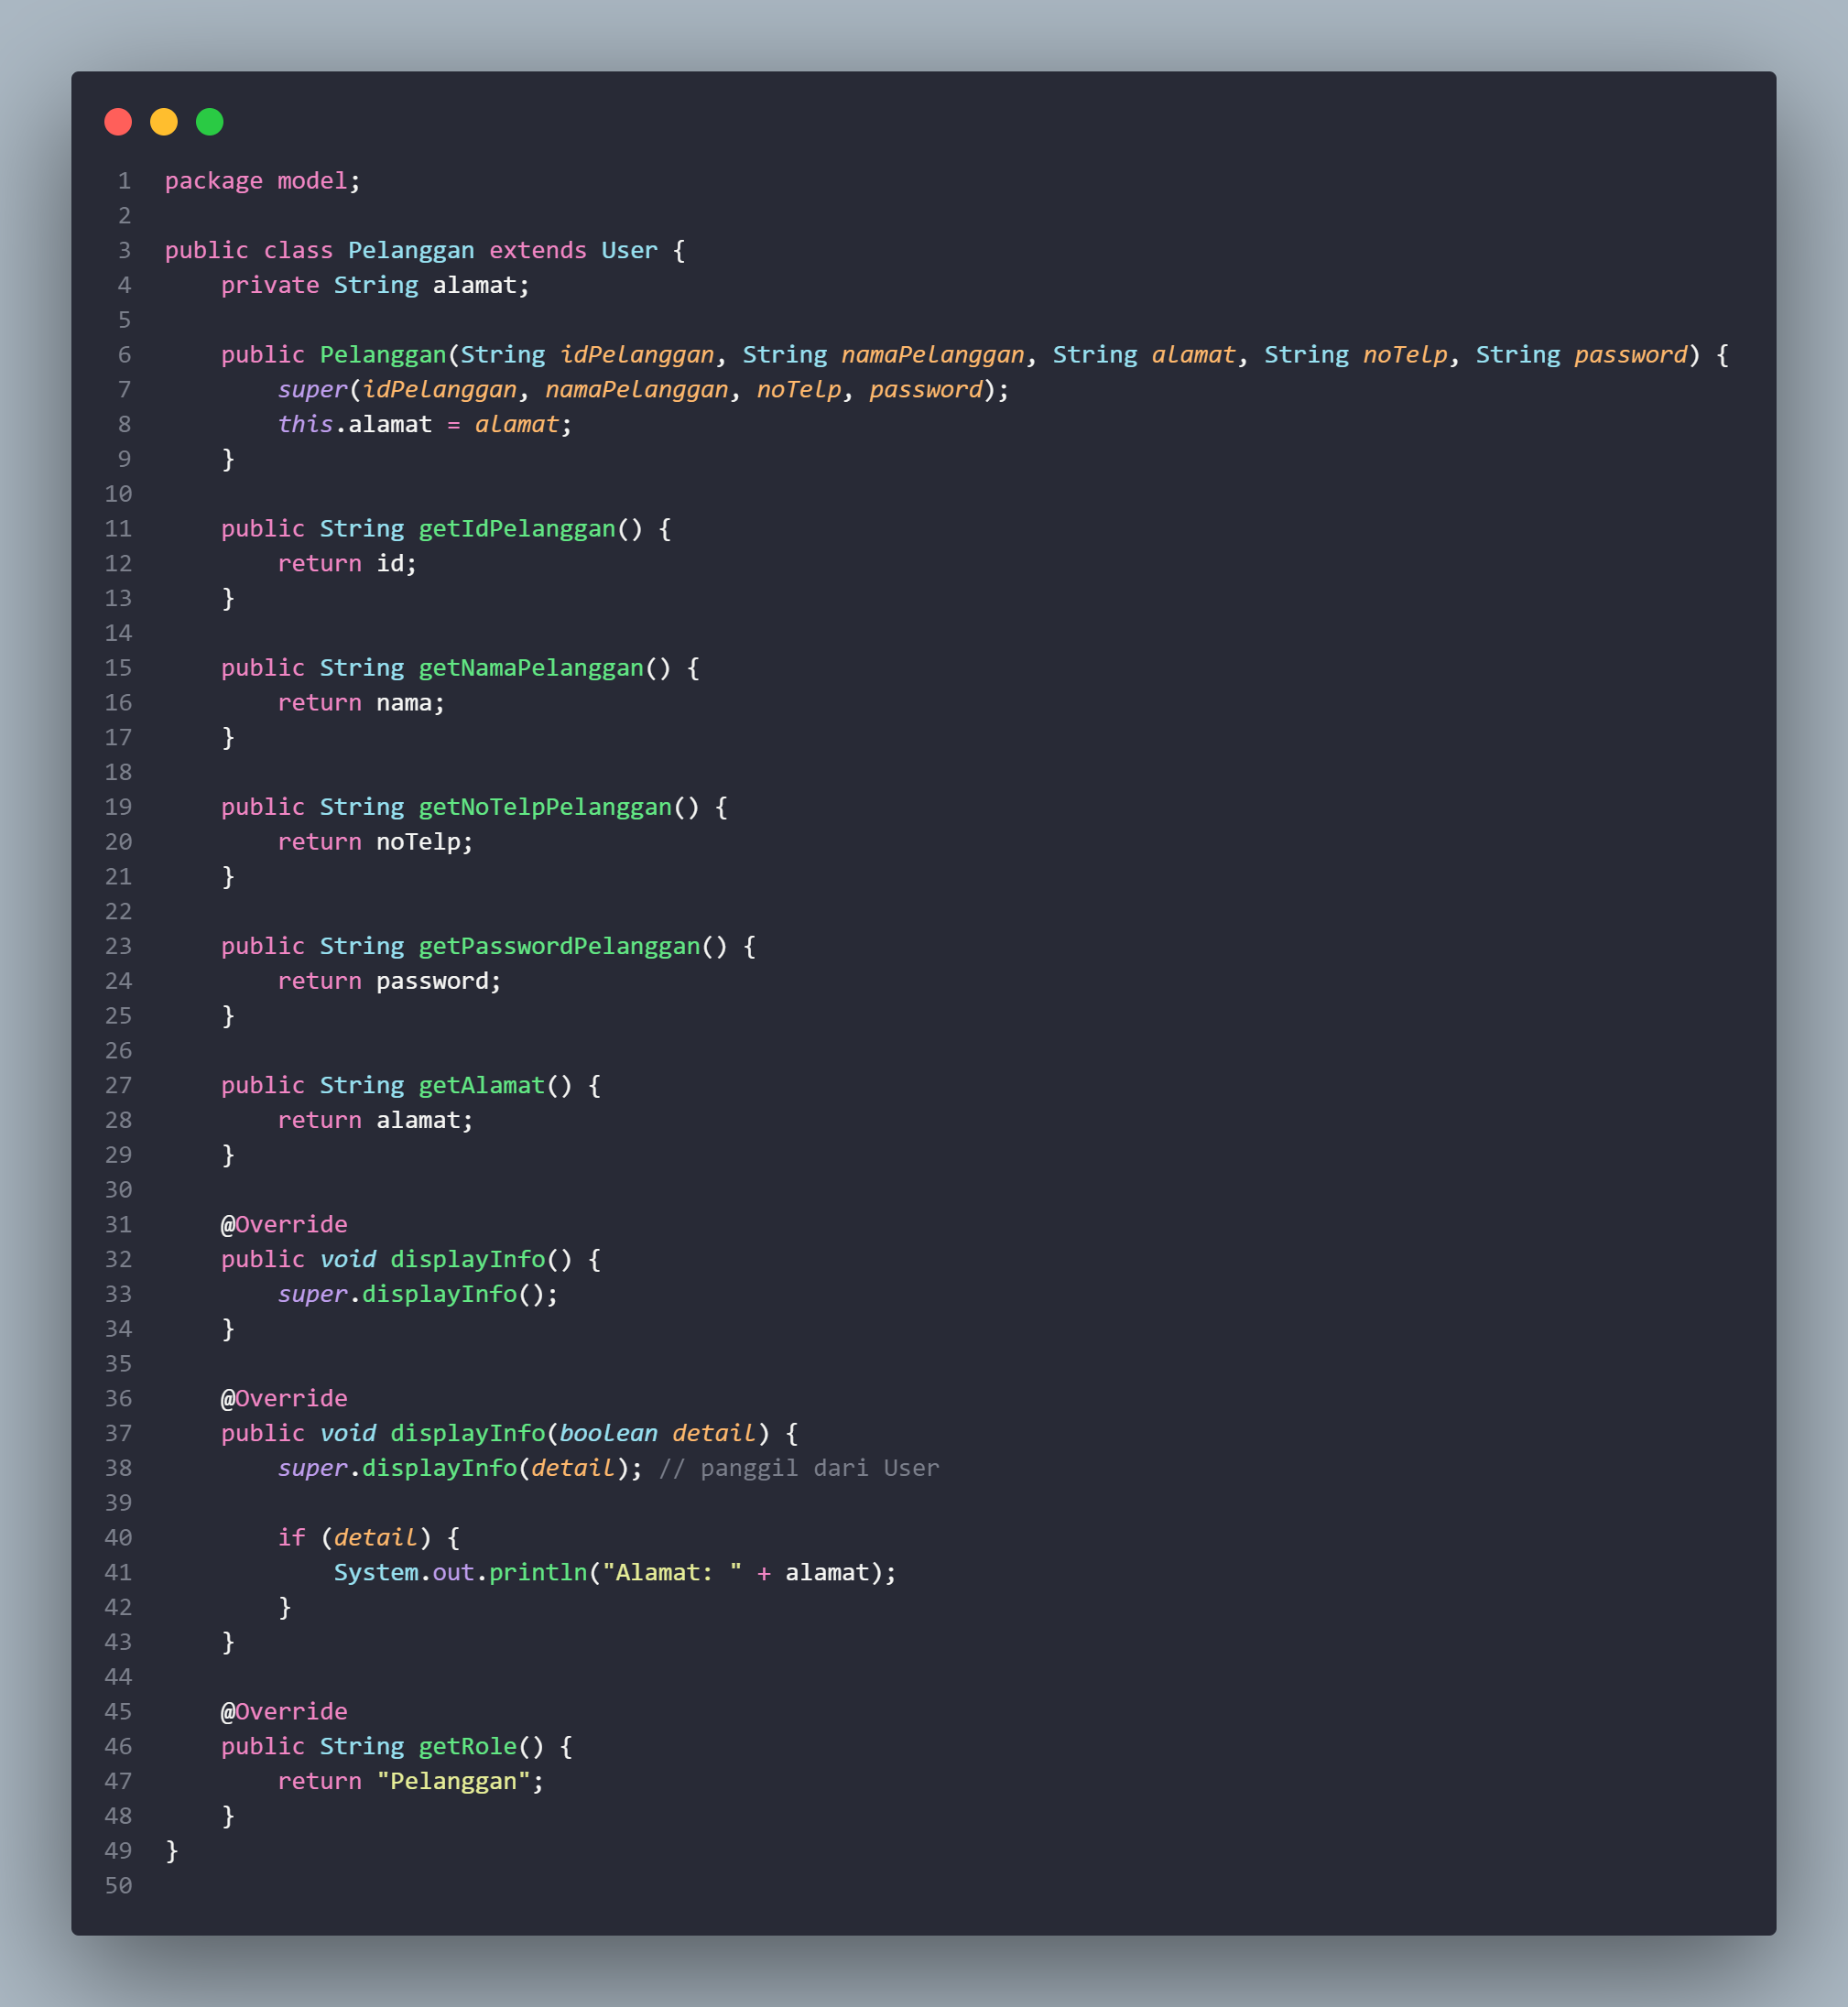 1 package model;
2
3 public class Pelanggan extends User {
4     private String alamat;
5
6     public Pelanggan(String idPelanggan, String namaPelanggan, String alamat, String noTelp, String password) {
7         super(idPelanggan, namaPelanggan, noTelp, password);
8         this.alamat = alamat;
9     }
10
11     public String getIdPelanggan() {
12         return id;
13     }
14
15     public String getNamaPelanggan() {
16         return nama;
17     }
18
19     public String getNoTelpPelanggan() {
20         return noTelp;
21     }
22
23     public String getPasswordPelanggan() {
24         return password;
25     }
26
27     public String getAlamat() {
28         return alamat;
29     }
30
31     @Override
32     public void displayInfo() {
33         super.displayInfo();
34     }
35
36     @Override
37     public void displayInfo(boolean detail) {
38         super.displayInfo(detail); // panggil dari User
39
40         if (detail) {
41             System.out.println("Alamat: " + alamat);
42         }
43     }
44
45     @Override
46     public String getRole() {
47         return "Pelanggan";
48     }
49 }
50